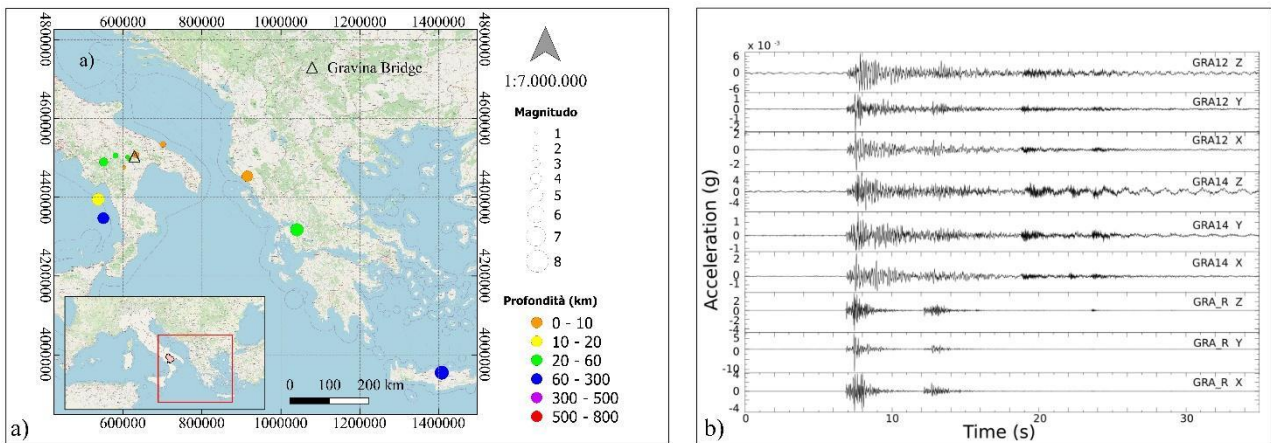 600000 800000 1000000 1200000 1400000
4800000 4600000 4400000 4200000 4000000
a)
△ Gravina Bridge
4800000 4600000 4400000 4200000 4000000
0 100 200 km
600000 800000 1000000 1200000 1400000
a)
1:7.000.000
Magnitudo
1
2
3
4
5
6
7
8
Profondità (km)
0 - 10
10 - 20
20 - 60
60 - 300
300 - 500
500 - 800
x 10 ⁻³
Acceleration (g)
6 0 -6
GRA12 Z
1 0 -1 2
GRA12 Y
2 0 -2
GRA12 X
4 0 -4
GRA14 Z
1 0 -1
GRA14 Y
2 0 -2
GRA14 X
2 0 -2 -4
GRA_R Z
5 0 -10
GRA_R Y
4 0 -4
GRA_R X
0 10 20 30
Time (s)
b)